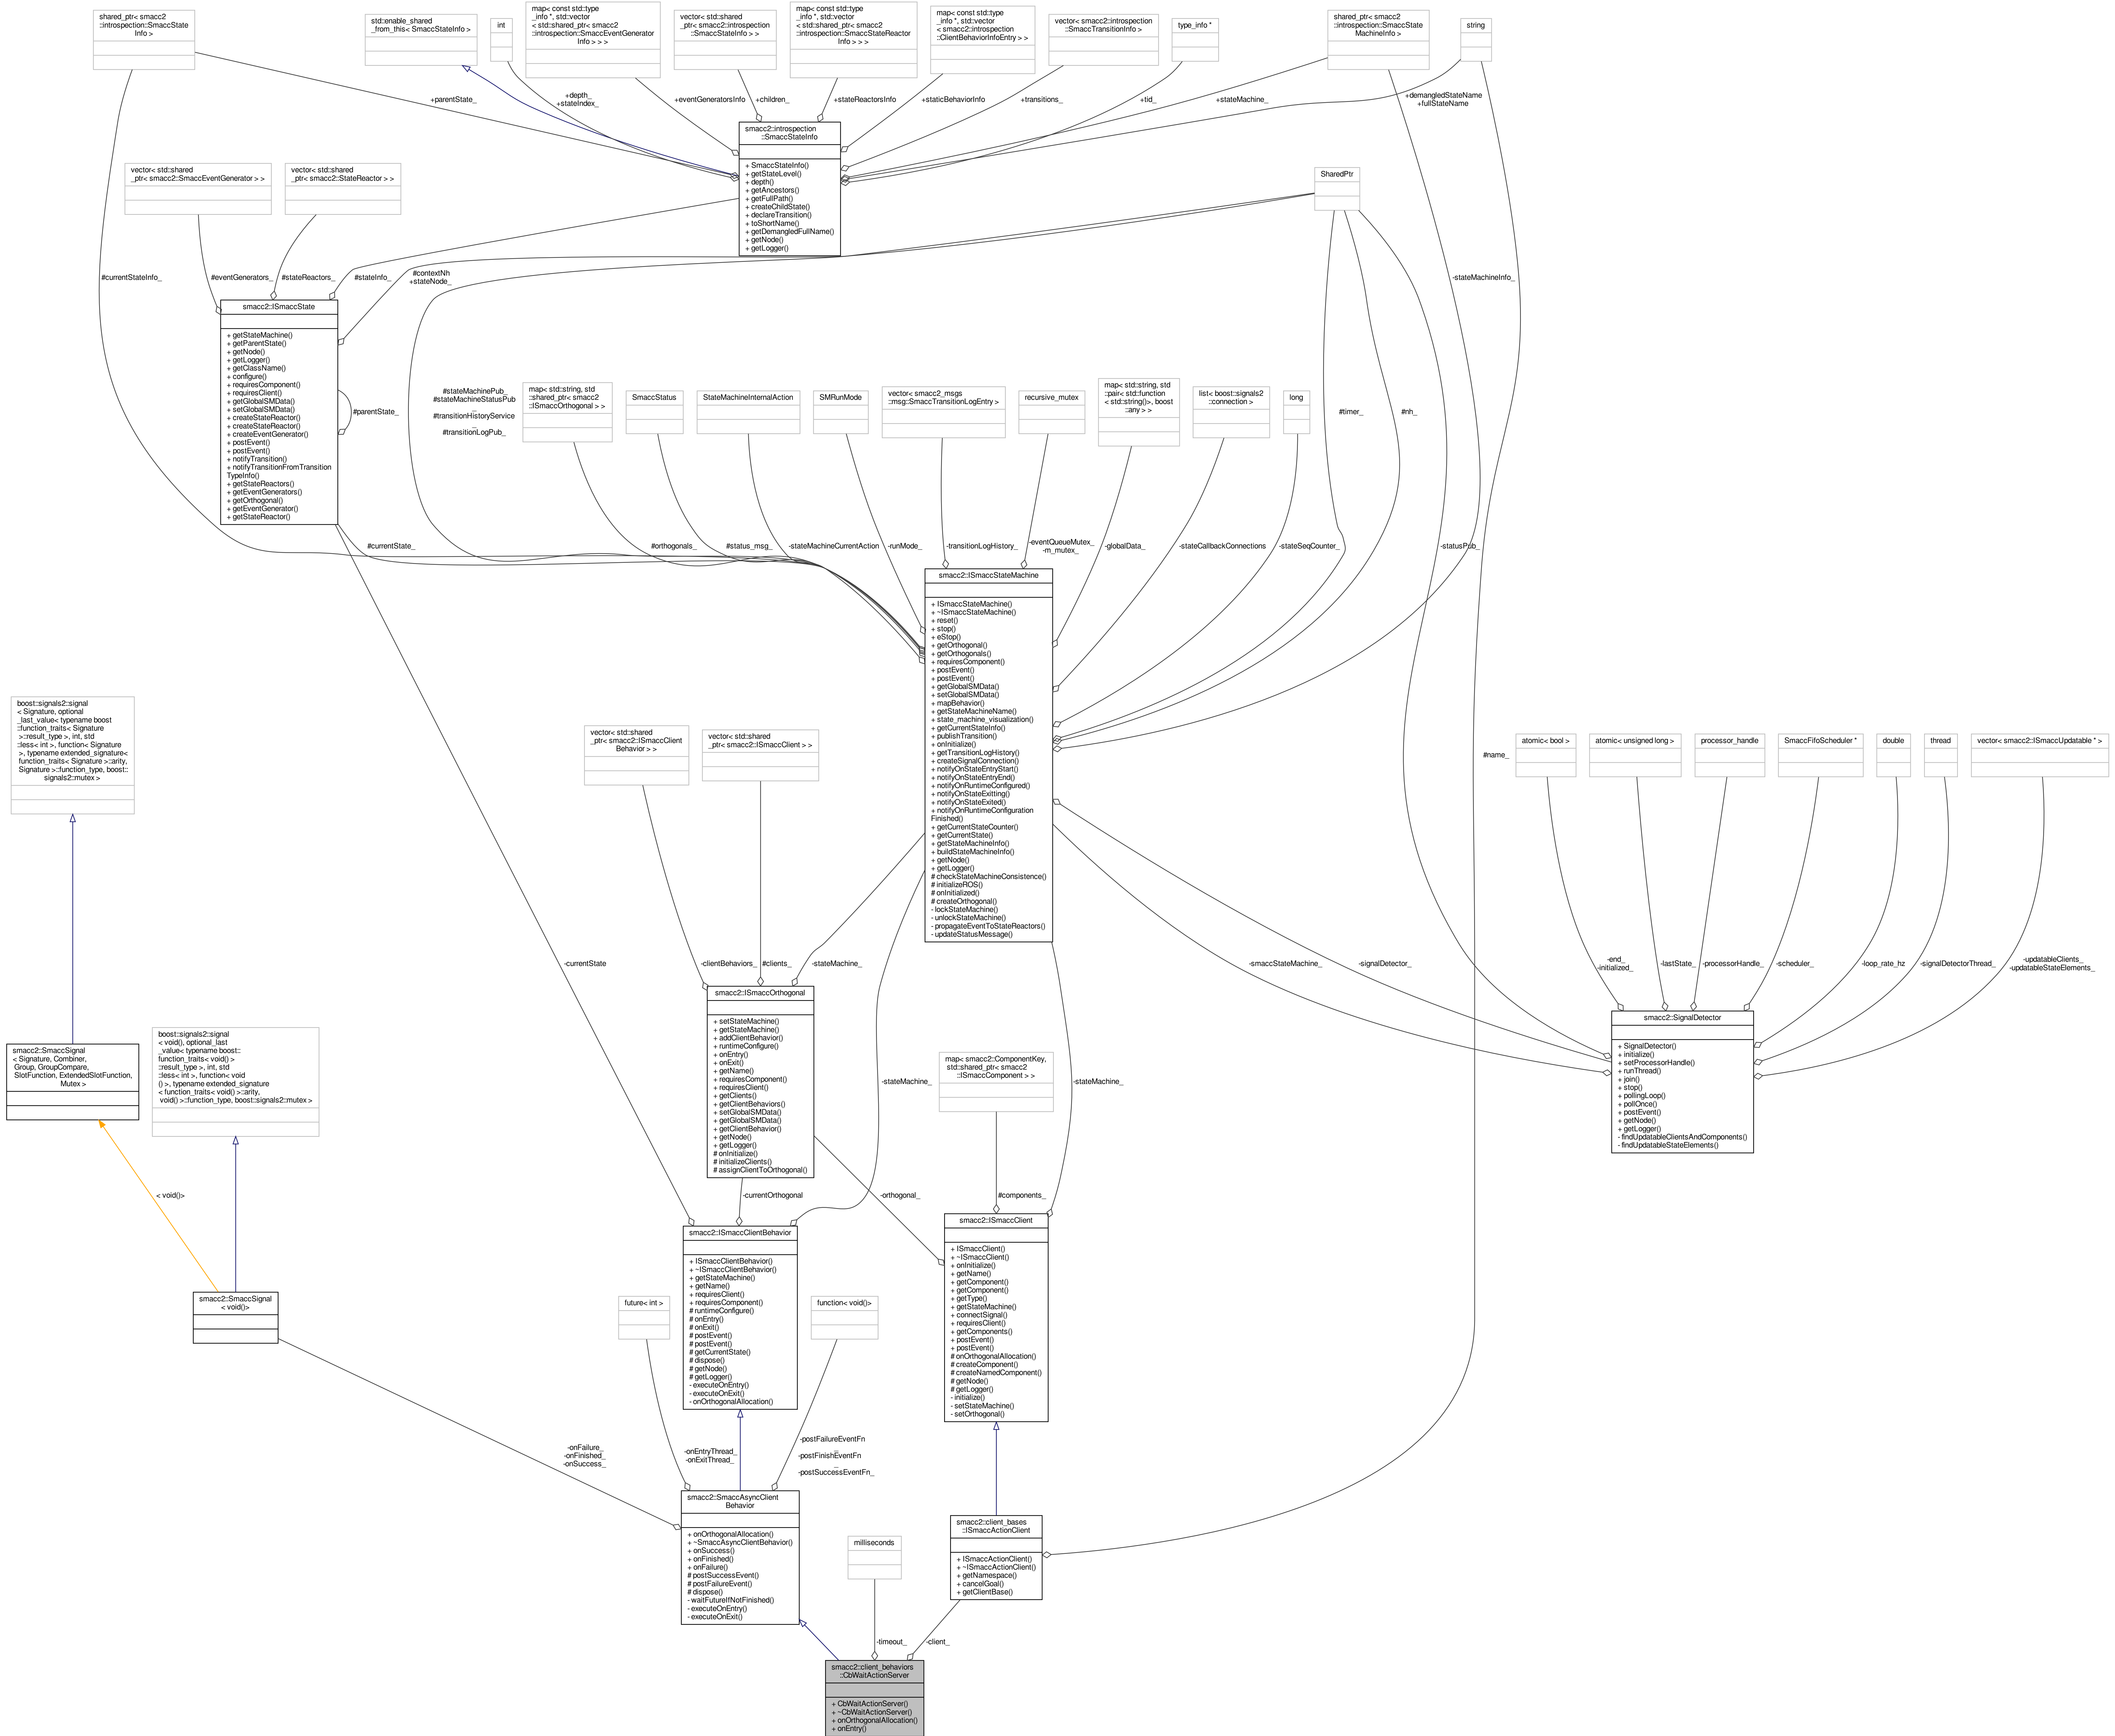 shared_ptr< smacc2
::introspection::SmaccState
Info >
std::enable_shared
_from_this< SmaccStateInfo >
int
map< const std::type
_info *, std::vector
< std::shared_ptr< smacc2
::introspection::SmaccEventGenerator
Info > > >
vector< std::shared
_ptr< smacc2::introspection
::SmaccStateInfo > >
map< const std::type
_info *, std::vector
< std::shared_ptr< smacc2
::introspection::SmaccStateReactor
Info > > >
map< const std::type
_info *, std::vector
< smacc2::introspection
::ClientBehaviorInfoEntry > >
vector< smacc2::introspection
::SmaccTransitionInfo >
type_info *
shared_ptr< smacc2
::introspection::SmaccState
MachineInfo >
string
+parentState_
+depth_
+stateIndex_
+eventGeneratorsInfo
+children_
+stateReactorsInfo
+staticBehaviorInfo
+transitions_
+tid_
+stateMachine_
+demangledStateName
+fullStateName
smacc2::introspection
::SmaccStateInfo
+ SmaccStateInfo()
+ getStateLevel()
+ depth()
+ getAncestors()
+ getFullPath()
+ createChildState()
+ declareTransition()
+ toShortName()
+ getDemangledFullName()
+ getNode()
+ getLogger()
vector< std::shared
_ptr< smacc2::SmaccEventGenerator > >
vector< std::shared
_ptr< smacc2::StateReactor > >
SharedPtr
#currentStateInfo_
#eventGenerators_
#stateReactors_
#stateInfo_
#contextNh
+stateNode_
-stateMachineInfo_
smacc2::ISmaccState
+ getStateMachine()
+ getParentState()
+ getNode()
+ getLogger()
+ getClassName()
+ configure()
+ requiresComponent()
+ requiresClient()
+ getGlobalSMData()
+ setGlobalSMData()
+ createStateReactor()
+ createStateReactor()
+ createEventGenerator()
+ postEvent()
+ postEvent()
+ notifyTransition()
+ notifyTransitionFromTransition
TypeInfo()
+ getStateReactors()
+ getEventGenerators()
+ getOrthogonal()
+ getEventGenerator()
+ getStateReactor()
#parentState_
#stateMachinePub_
#stateMachineStatusPub
_
#transitionHistoryService
_
#transitionLogPub_
map< std::string, std
::shared_ptr< smacc2
::ISmaccOrthogonal > >
SmaccStatus
StateMachineInternalAction
SMRunMode
vector< smacc2_msgs
::msg::SmaccTransitionLogEntry >
recursive_mutex
map< std::string, std
::pair< std::function
< std::string()>, boost
::any > >
list< boost::signals2
::connection >
long
#timer_
#nh_
#currentState_
#orthogonals_
#status_msg_
-stateMachineCurrentAction
-runMode_
-transitionLogHistory_
-eventQueueMutex_
-m_mutex_
-globalData_
-stateCallbackConnections
-stateSeqCounter_
-statusPub_
smacc2::ISmaccStateMachine
+ ISmaccStateMachine()
+ ~ISmaccStateMachine()
+ reset()
+ stop()
+ eStop()
+ getOrthogonal()
+ getOrthogonals()
+ requiresComponent()
+ postEvent()
+ postEvent()
+ getGlobalSMData()
+ setGlobalSMData()
+ mapBehavior()
+ getStateMachineName()
+ state_machine_visualization()
+ getCurrentStateInfo()
+ publishTransition()
+ onInitialize()
+ getTransitionLogHistory()
+ createSignalConnection()
+ notifyOnStateEntryStart()
+ notifyOnStateEntryEnd()
+ notifyOnRuntimeConfigured()
+ notifyOnStateExitting()
+ notifyOnStateExited()
+ notifyOnRuntimeConfiguration
Finished()
+ getCurrentStateCounter()
+ getCurrentState()
+ getStateMachineInfo()
+ buildStateMachineInfo()
+ getNode()
+ getLogger()
# checkStateMachineConsistence()
# initializeROS()
# onInitialized()
# createOrthogonal()
- lockStateMachine()
- unlockStateMachine()
- propagateEventToStateReactors()
- updateStatusMessage()
boost::signals2::signal
< Signature, optional
_last_value< typename boost
::function_traits< Signature
>::result_type >, int, std
::less< int >, function< Signature
>, typename extended_signature<
function_traits< Signature >::arity,
Signature >::function_type, boost::
signals2::mutex >
vector< std::shared
_ptr< smacc2::ISmaccClient
Behavior > >
vector< std::shared
_ptr< smacc2::ISmaccClient > >
#name_
atomic< bool >
atomic< unsigned long >
processor_handle
SmaccFifoScheduler *
double
thread
vector< smacc2::ISmaccUpdatable * >
-currentState
-clientBehaviors_
#clients_
-stateMachine_
-smaccStateMachine_
-signalDetector_
-end_
-initialized_
-lastState_
-processorHandle_
-scheduler_
-loop_rate_hz
-signalDetectorThread_
-updatableClients_
-updatableStateElements_
smacc2::ISmaccOrthogonal
+ setStateMachine()
+ getStateMachine()
+ addClientBehavior()
+ runtimeConfigure()
+ onEntry()
+ onExit()
+ getName()
+ requiresComponent()
+ requiresClient()
+ getClients()
+ getClientBehaviors()
+ setGlobalSMData()
+ getGlobalSMData()
+ getClientBehavior()
+ getNode()
+ getLogger()
# onInitialize()
# initializeClients()
# assignClientToOrthogonal()
smacc2::SignalDetector
+ SignalDetector()
+ initialize()
+ setProcessorHandle()
+ runThread()
+ join()
+ stop()
+ pollingLoop()
+ pollOnce()
+ postEvent()
+ getNode()
+ getLogger()
- findUpdatableClientsAndComponents()
- findUpdatableStateElements()
smacc2::SmaccSignal
< Signature, Combiner,
Group, GroupCompare,
SlotFunction, ExtendedSlotFunction,
Mutex >
boost::signals2::signal
< void(), optional_last
_value< typename boost::
function_traits< void() >
::result_type >, int, std
::less< int >, function< void
() >, typename extended_signature
< function_traits< void() >::arity,
void() >::function_type, boost::signals2::mutex >
map< smacc2::ComponentKey,
std::shared_ptr< smacc2
::ISmaccComponent > >
-stateMachine_
-stateMachine_
< void()>
-currentOrthogonal
-orthogonal_
#components_
smacc2::ISmaccClientBehavior
+ ISmaccClientBehavior()
+ ~ISmaccClientBehavior()
+ getStateMachine()
+ getName()
+ requiresClient()
+ requiresComponent()
# runtimeConfigure()
# onEntry()
# onExit()
# postEvent()
# postEvent()
# getCurrentState()
# dispose()
# getNode()
# getLogger()
- executeOnEntry()
- executeOnExit()
- onOrthogonalAllocation()
smacc2::ISmaccClient
+ ISmaccClient()
+ ~ISmaccClient()
+ onInitialize()
+ getName()
+ getComponent()
+ getComponent()
+ getType()
+ getStateMachine()
+ connectSignal()
+ requiresClient()
+ getComponents()
+ postEvent()
+ postEvent()
# onOrthogonalAllocation()
# createComponent()
# createNamedComponent()
# getNode()
# getLogger()
- initialize()
- setStateMachine()
- setOrthogonal()
smacc2::SmaccSignal
< void()>
future< int >
function< void()>
-onFailure_
-onFinished_
-onSuccess_
-onEntryThread_
-onExitThread_
-postFailureEventFn
_
-postFinishEventFn
_
-postSuccessEventFn_
smacc2::SmaccAsyncClient
Behavior
+ onOrthogonalAllocation()
+ ~SmaccAsyncClientBehavior()
+ onSuccess()
+ onFinished()
+ onFailure()
# postSuccessEvent()
# postFailureEvent()
# dispose()
- waitFutureIfNotFinished()
- executeOnEntry()
- executeOnExit()
milliseconds
smacc2::client_bases
::ISmaccActionClient
+ ISmaccActionClient()
+ ~ISmaccActionClient()
+ getNamespace()
+ cancelGoal()
+ getClientBase()
-timeout_
-client_
smacc2::client_behaviors
::CbWaitActionServer
+ CbWaitActionServer()
+ ~CbWaitActionServer()
+ onOrthogonalAllocation()
+ onEntry()